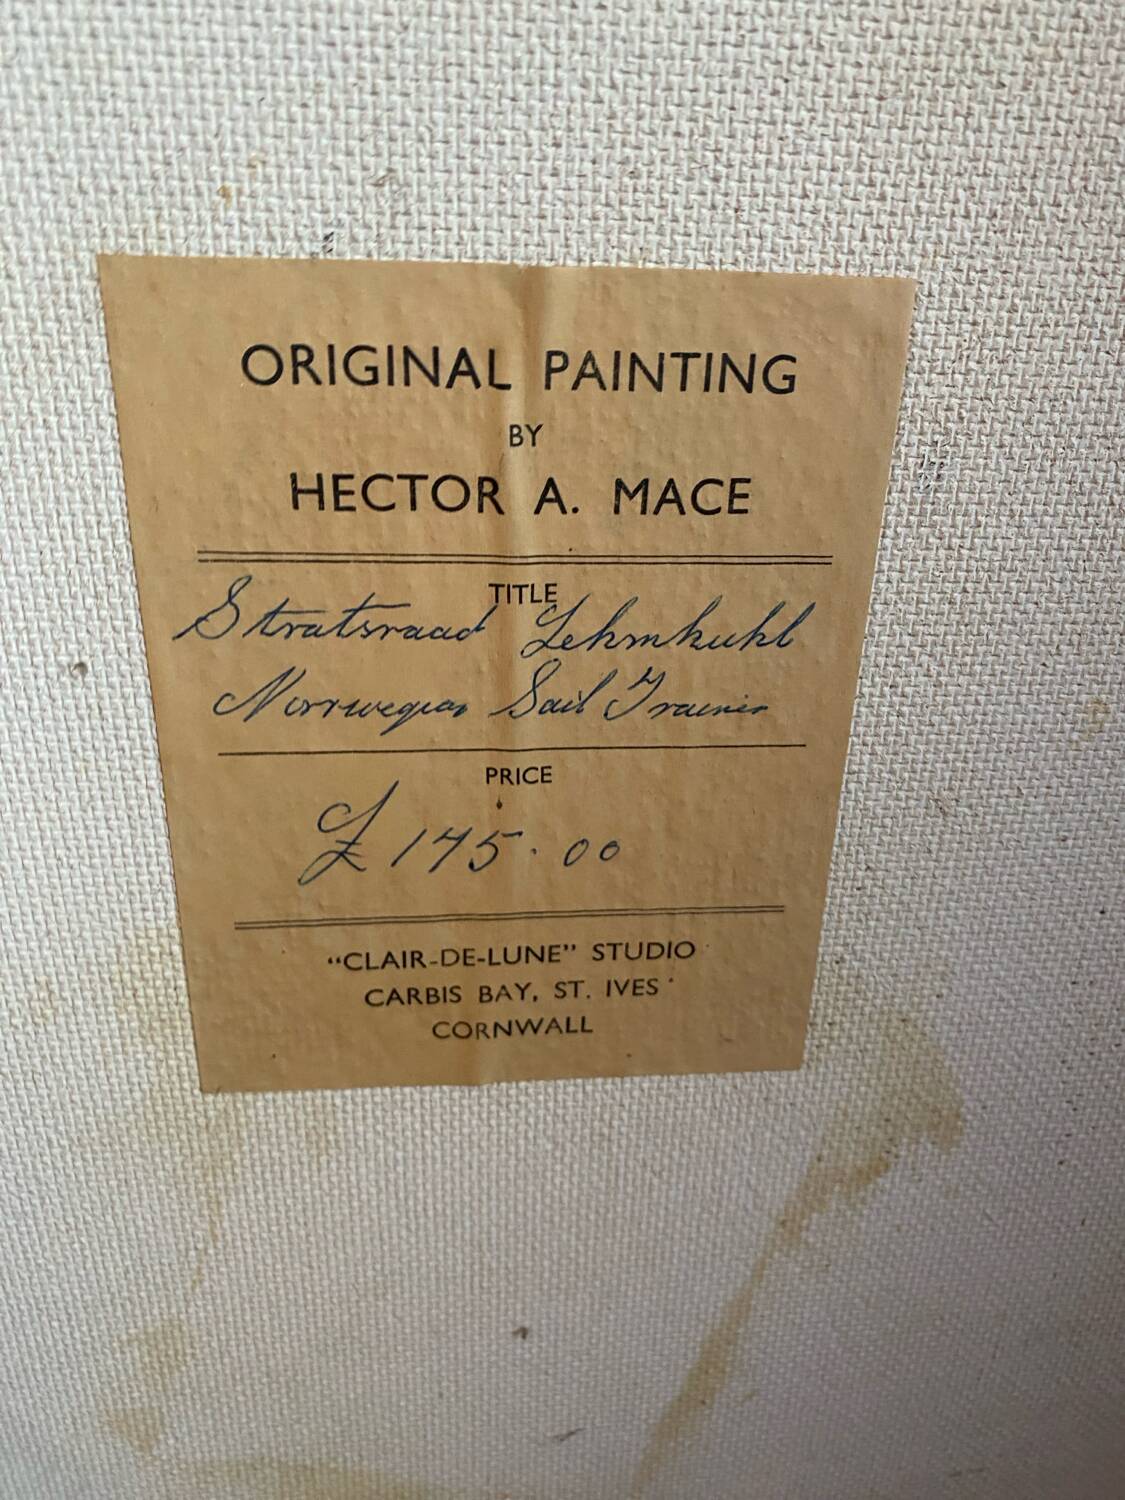 ORIGINAL PAINTING
BY
HECTOR A. MACE
TITLE
Stratsraad Lehmkuhl
Norrwegian Sail Trainer
PRICE
£175.00
"CLAIR-DE-LUNE" STUDIO
CARBIS BAY, ST. IVES
CORNWALL